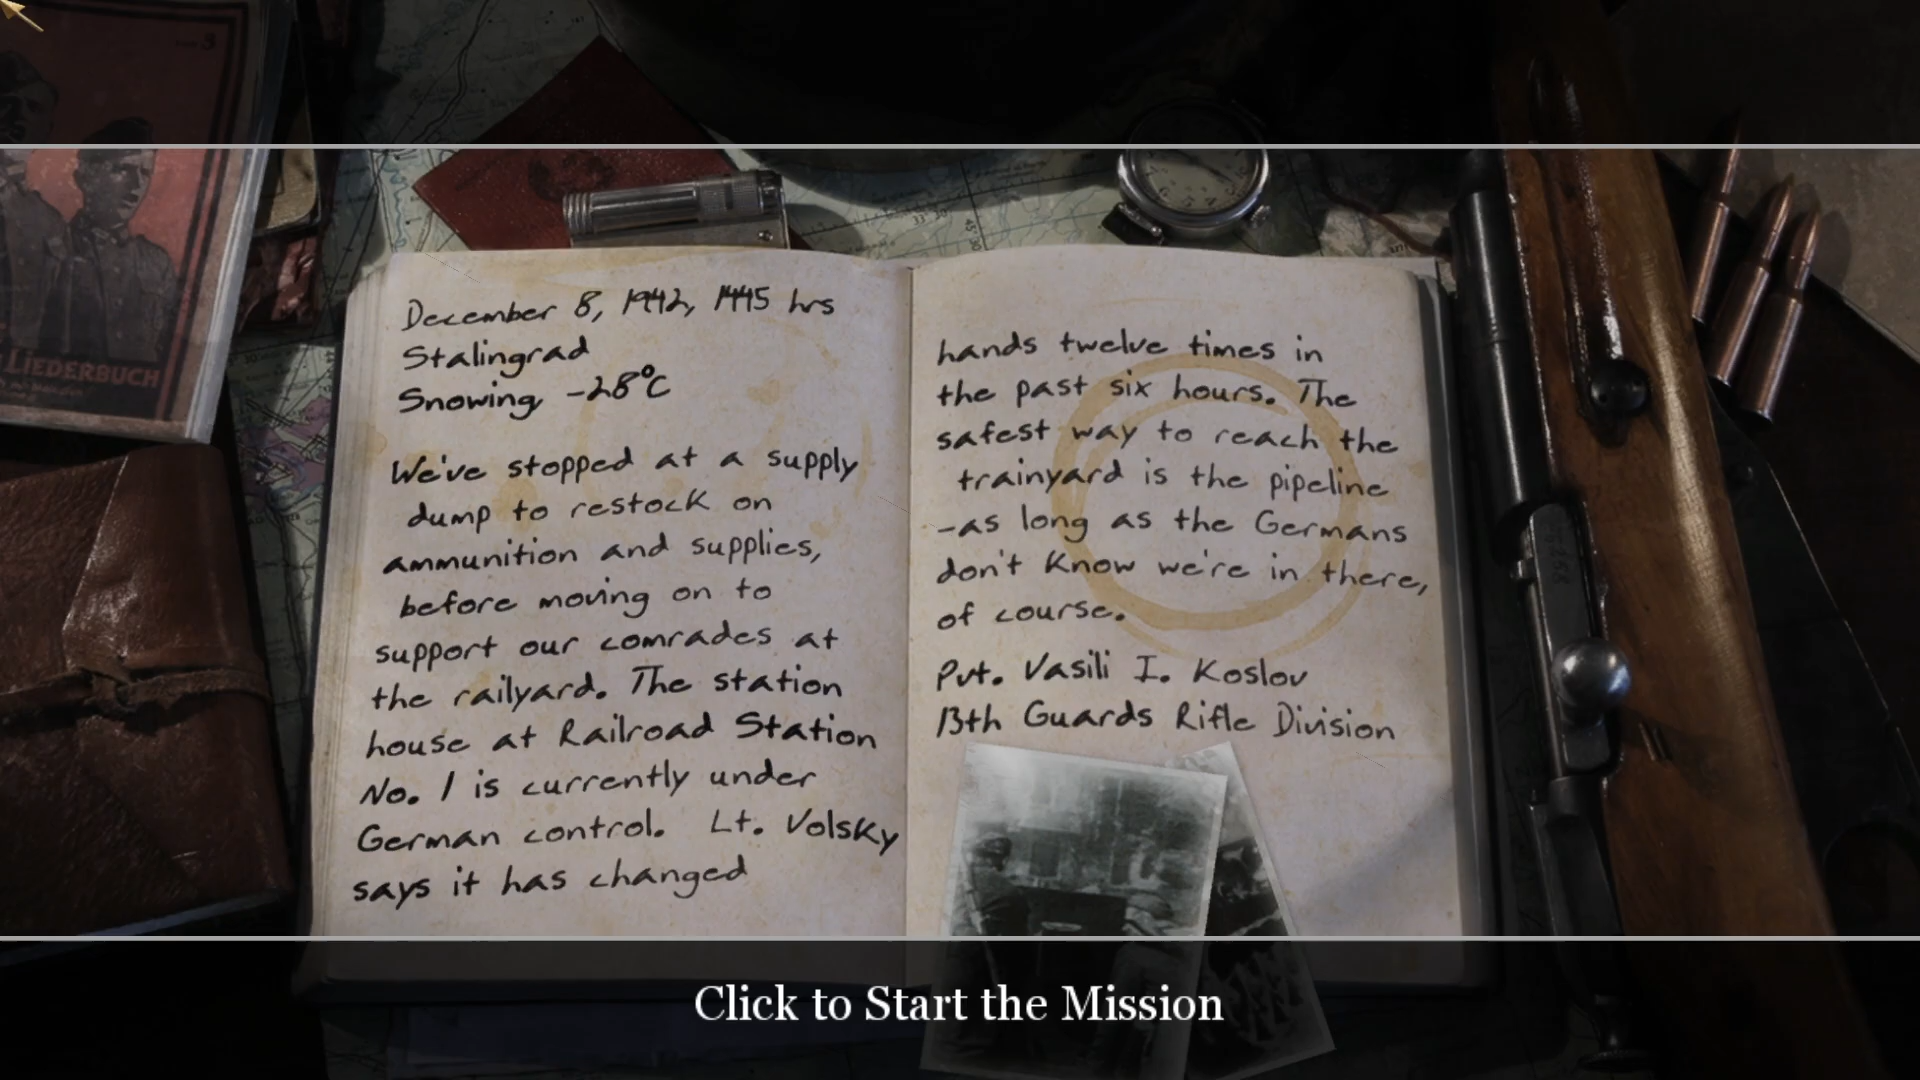 3
LIEDERBUCH
33° 30'
December 8, 1942, 1445 hrs
Stalingrad
Snowing, -28°C
We've stopped at a supply
dump to restock on
ammunition and supplies,
before moving on to
support our comrades at
the railyard. The station
house at Railroad Station
No. 1 is currently under
German control. Lt. Volsky
says it has changed
hands twelve times in
the past six hours. The
safest way to reach the
trainyard is the pipeline
-as long as the Germans
don't know we're in there,
of course.
Pvt. Vasili I. Koslov
13th Guards Rifle Division
Click to Start the Mission